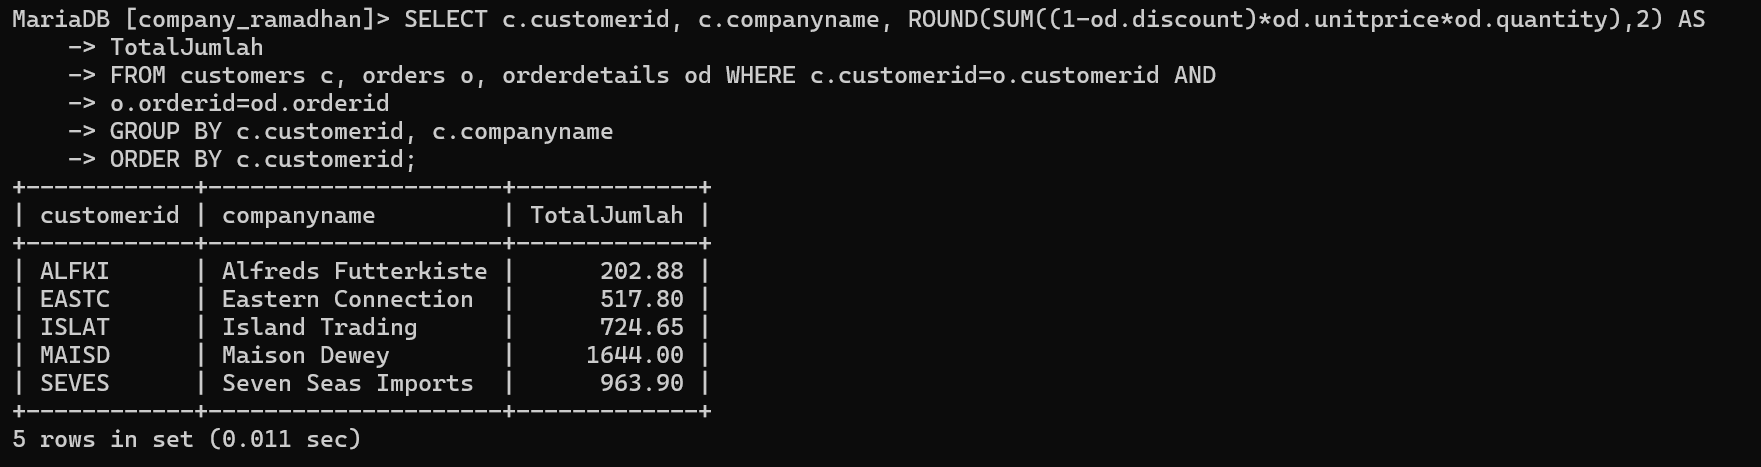 MariaDB [company_ramadhan]> SELECT c.customerid, c.companyname, ROUND(SUM((1-od.discount)*od.unitprice*od.quantity),2) AS
    -> TotalJumlah
    -> FROM customers c, orders o, orderdetails od WHERE c.customerid=o.customerid AND
    -> o.orderid=od.orderid
    -> GROUP BY c.customerid, c.companyname
    -> ORDER BY c.customerid;
+------------+---------------------+-------------+
| customerid | companyname         | TotalJumlah |
+------------+---------------------+-------------+
| ALFKI      | Alfreds Futterkiste |      202.88 |
| EASTC      | Eastern Connection  |      517.80 |
| ISLAT      | Island Trading      |      724.65 |
| MAISD      | Maison Dewey        |     1644.00 |
| SEVES      | Seven Seas Imports  |      963.90 |
+------------+---------------------+-------------+
5 rows in set (0.011 sec)